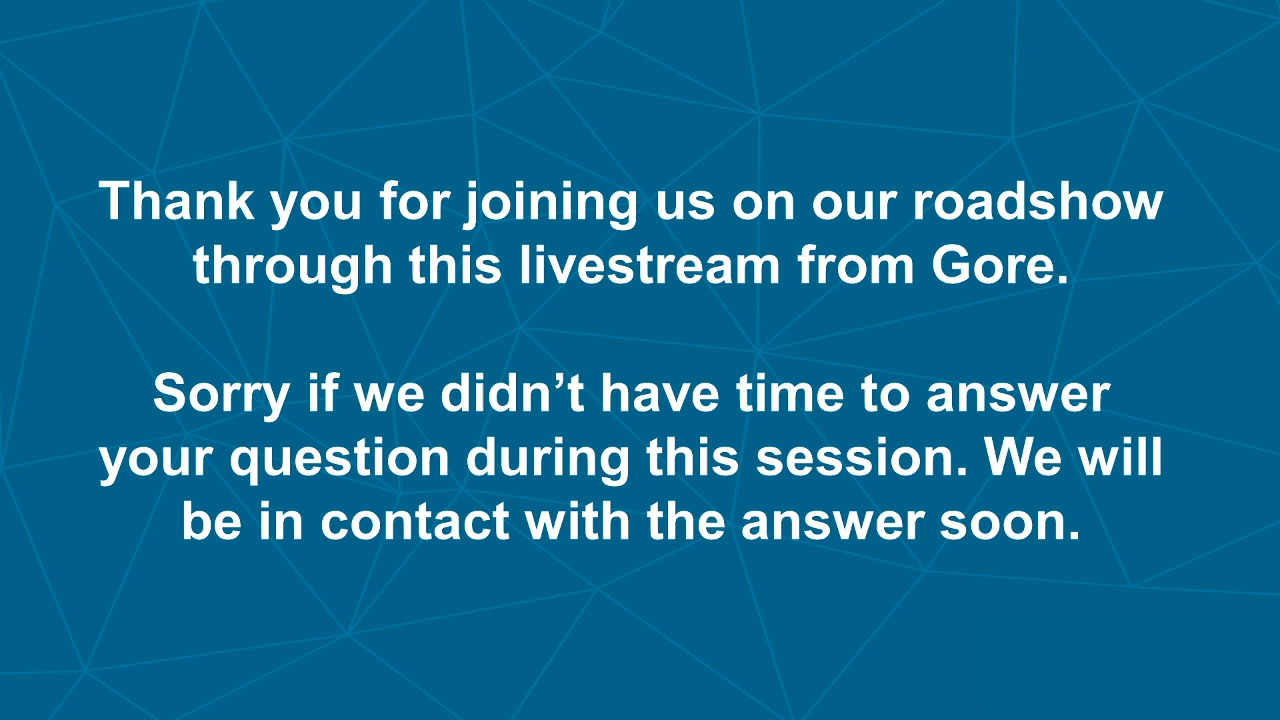 Thank you for joining us on our roadshow
through this livestream from Gore.
Sorry if we didn’t have time to answer
your question during this session. We will
be in contact with the answer soon.